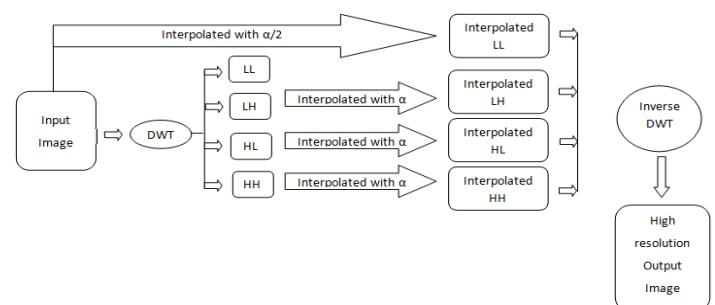 Interpolated with α/2
Interpolated
LL
LL
Input
Image
DWT
LH
Interpolated with α
Interpolated
LH
HL
Interpolated with α
Interpolated
HL
HH
Interpolated with α
Interpolated
HH
Inverse
DWT
High
resolution
Output
Image